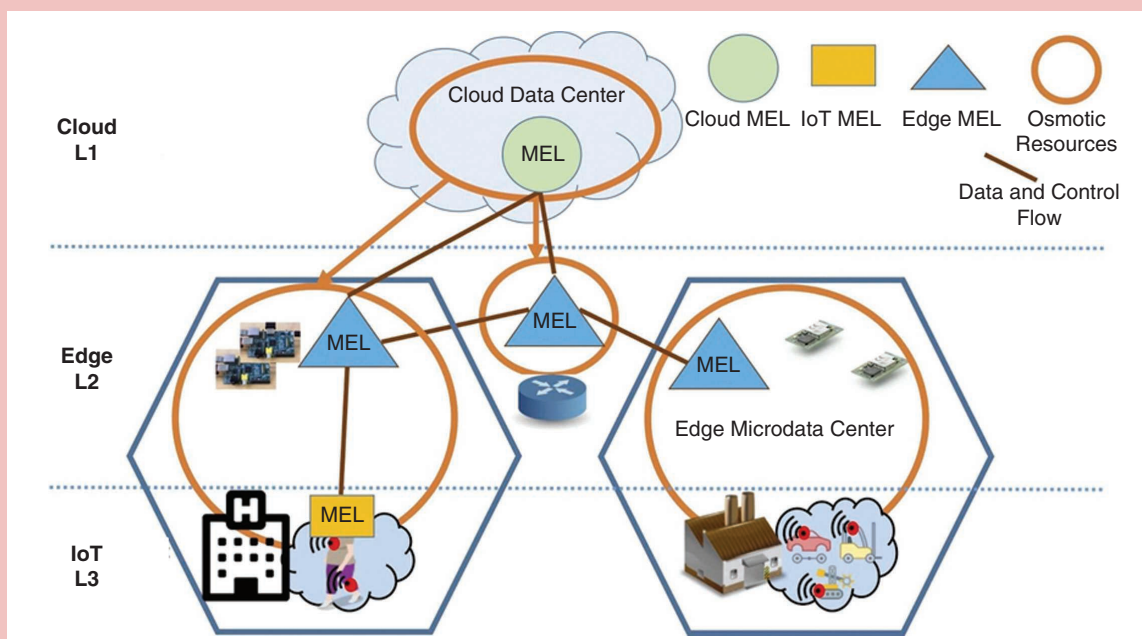 Cloud
L1
Cloud Data Center
MEL
Cloud MEL
IoT MEL
Edge MEL
Osmotic
Resources
Data and Control
Flow
Edge
L2
MEL
MEL
MEL
Edge Microdata Center
IoT
L3
H
MEL